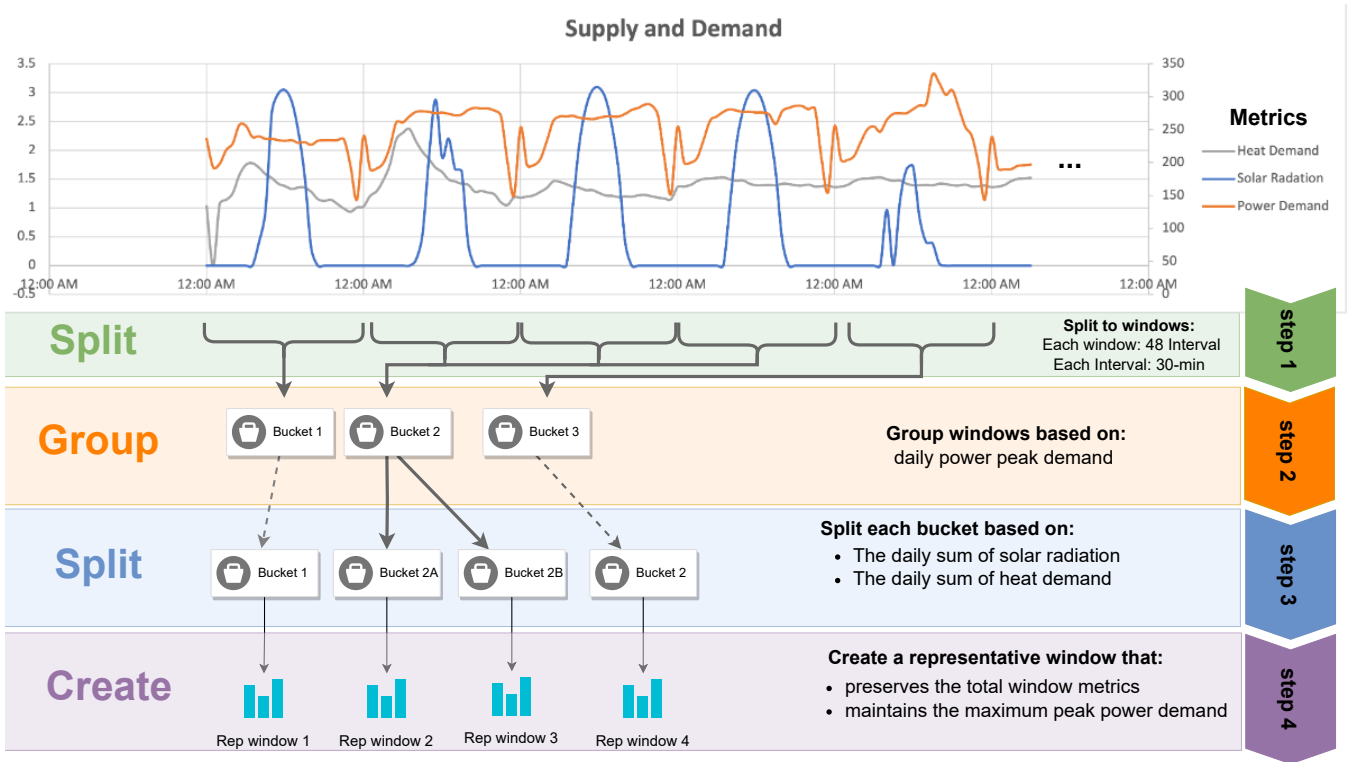 Supply and Demand
3.5
3
2.5
2
1.5
1
0.5
0
-0.5
350
300
250
200
150
100
50
0
12:00 AM
12:00 AM
12:00 AM
12:00 AM
12:00 AM
12:00 AM
12:00 AM
12:00 AM
...
Metrics
Heat Demand
Solar Radation
Power Demand
Split
Split to windows:
Each window: 48 Interval
Each Interval: 30-min
step 1
Group
Bucket 1
Bucket 2
Bucket 3
Group windows based on:
daily power peak demand
step 2
Split
Bucket 1
Bucket 2A
Bucket 2B
Bucket 2
Split each bucket based on:
• The daily sum of solar radiation
• The daily sum of heat demand
step 3
Create
Rep window 1
Rep window 2
Rep window 3
Rep window 4
Create a representative window that:
• preserves the total window metrics
• maintains the maximum peak power demand
step 4